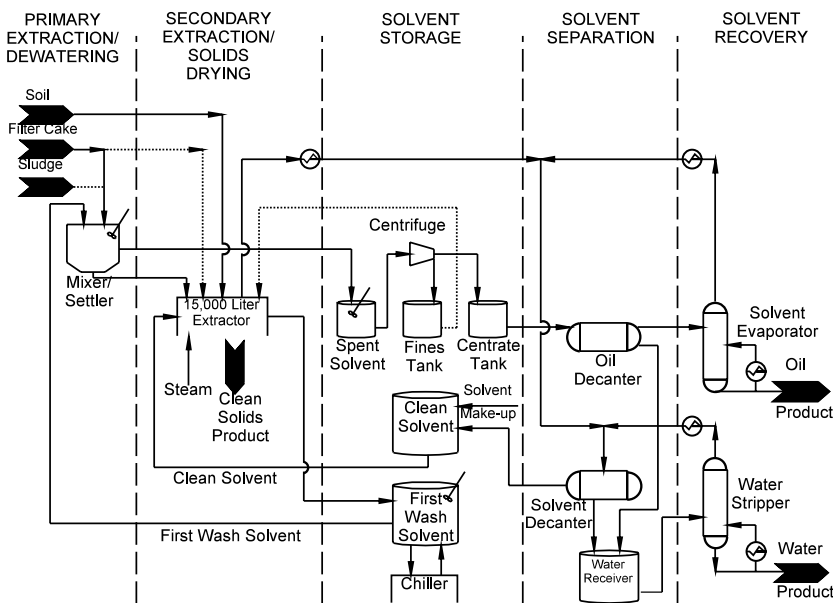 PRIMARY
EXTRACTION/
DEWATERING
SECONDARY
EXTRACTION/
SOLIDS
DRYING
SOLVENT
STORAGE
SOLVENT
SEPARATION
SOLVENT
RECOVERY
Soil
Filter Cake
Sludge
Mixer/
Settler
15,000 Liter
Extractor
Steam
Clean
Solids
Product
Centrifuge
Spent
Solvent
Fines
Tank
Centrate
Tank
Oil
Decanter
Solvent
Evaporator
Oil
Product
Clean
Solvent
Solvent
Make-up
Clean Solvent
First
Wash
Solvent
First Wash Solvent
Chiller
Solvent
Decanter
Water
Receiver
Water
Stripper
Water
Product